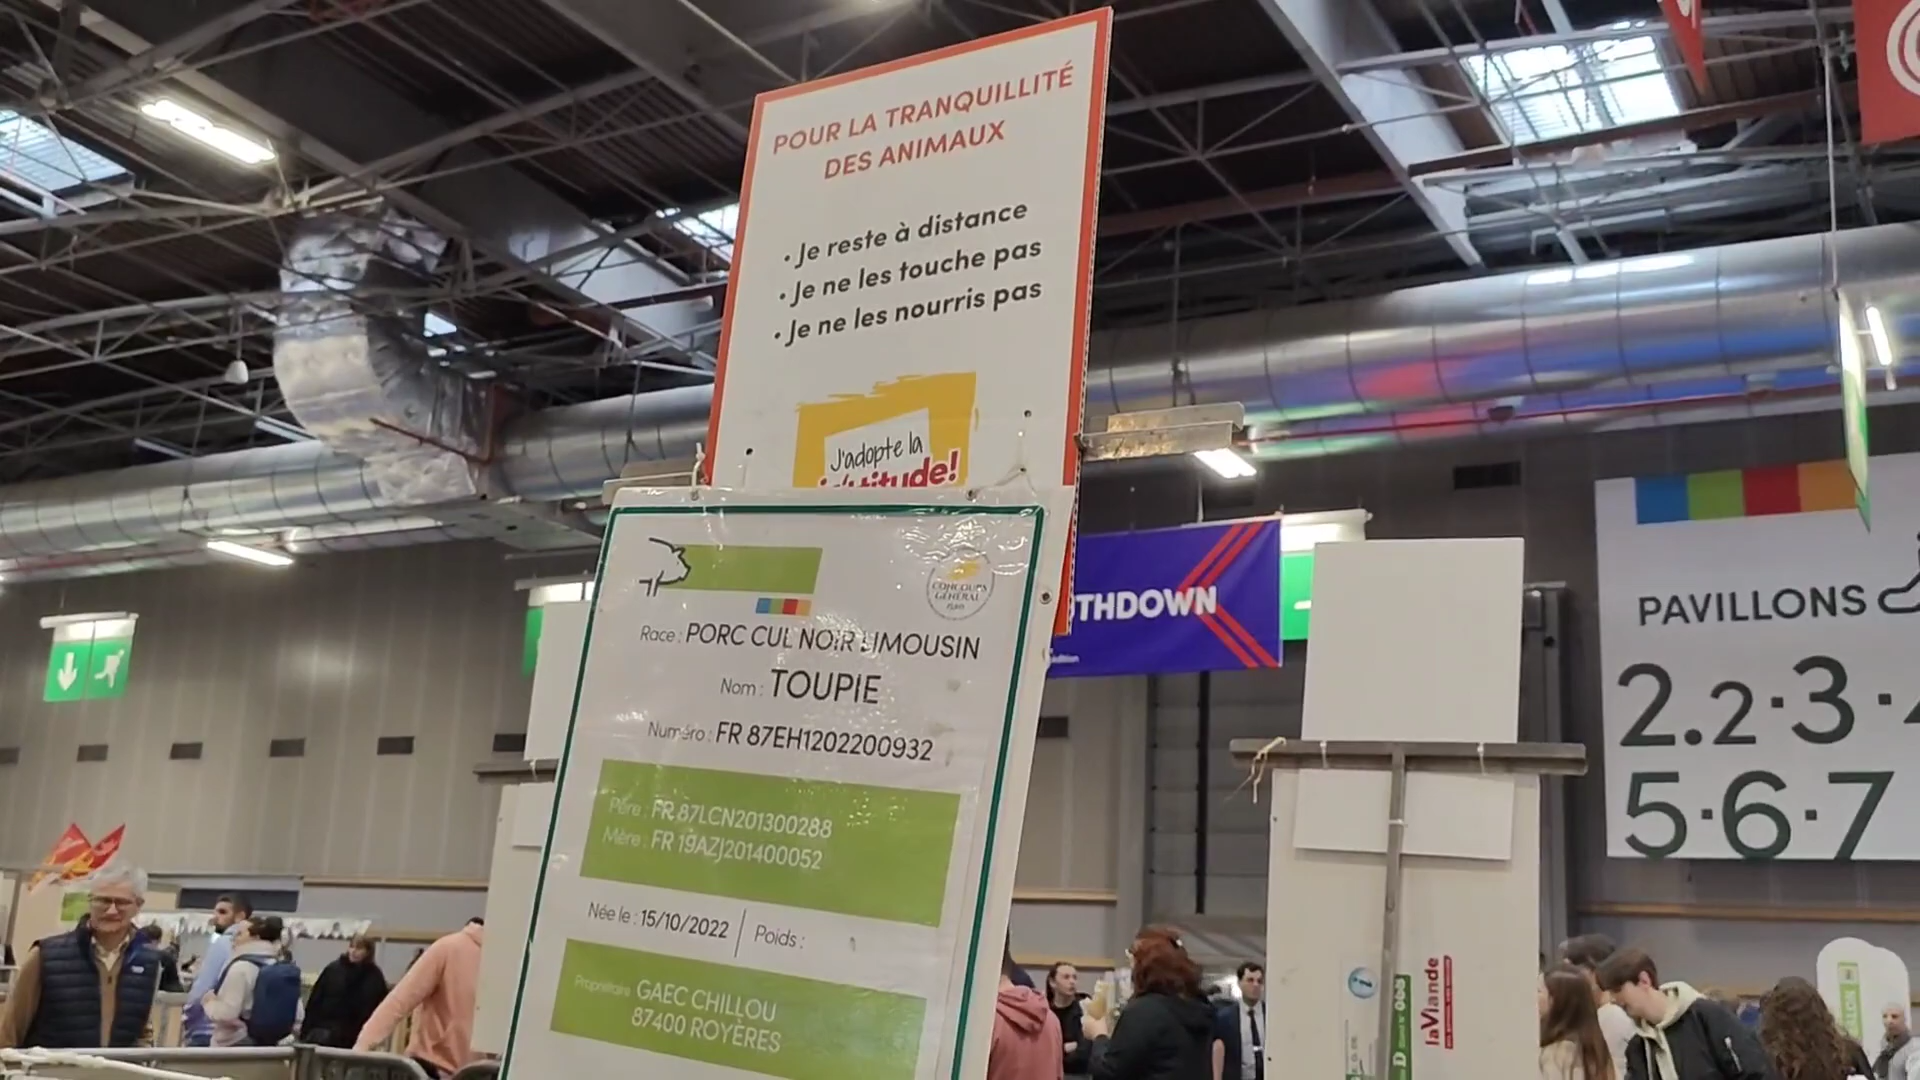 POUR LA TRANQUILLITÉ
DES ANIMAUX
• Je reste à distance
• Je ne les touche pas
• Je ne les nourris pas
J'adopte la
CONCOURS
GÉNÉRAL
Race : PORC CUL NOIR LIMOUSIN
Nom : TOUPIE
Numéro : FR 87EH1202200932
Père : FR 87LCN201300288
Mère : FR 19AZJ201400052
Née le : 15/10/2022 | Poids :
Propriétaire GAEC CHILLOU
87400 ROYÈRES
THDOWN
PAVILLONS
2.2·3·
5·6·7
laViande